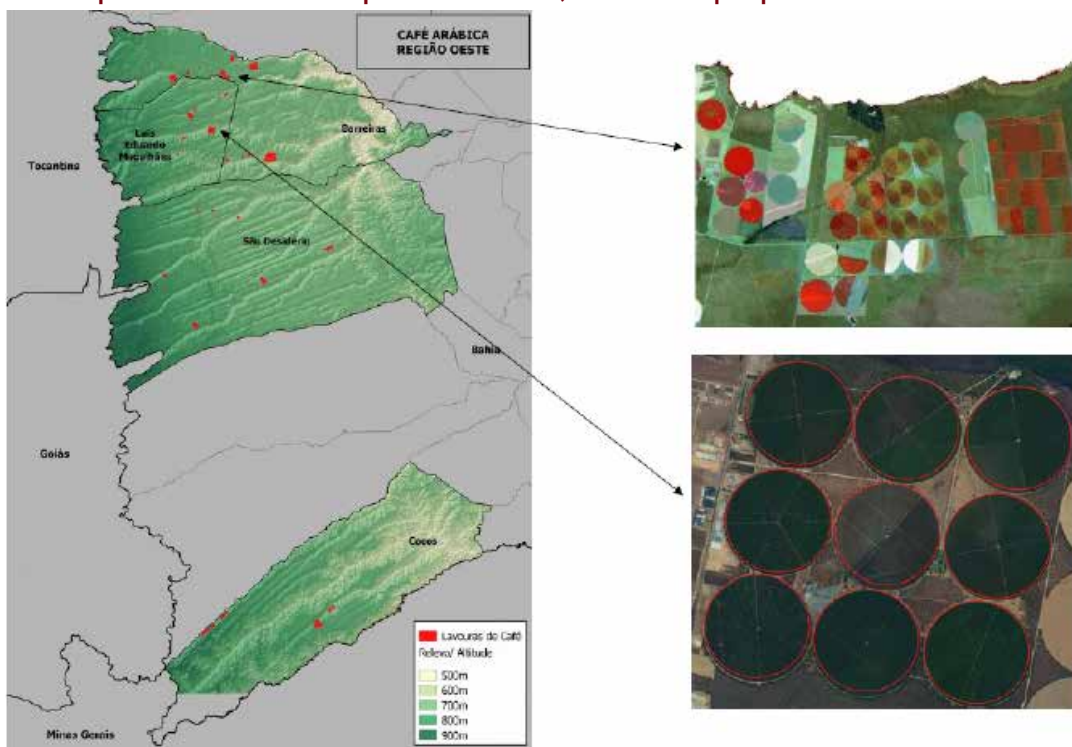 CAFÉ ARÁBICA
REGIÃO OESTE
Barreiras
Luís
Eduardo
Magalhães
Tocantins
São Desidério
Bahia
Goiás
Cocos
Lavouras de Café
Relevo/ Altitude
500m
600m
700m
800m
900m
Minas Gerais